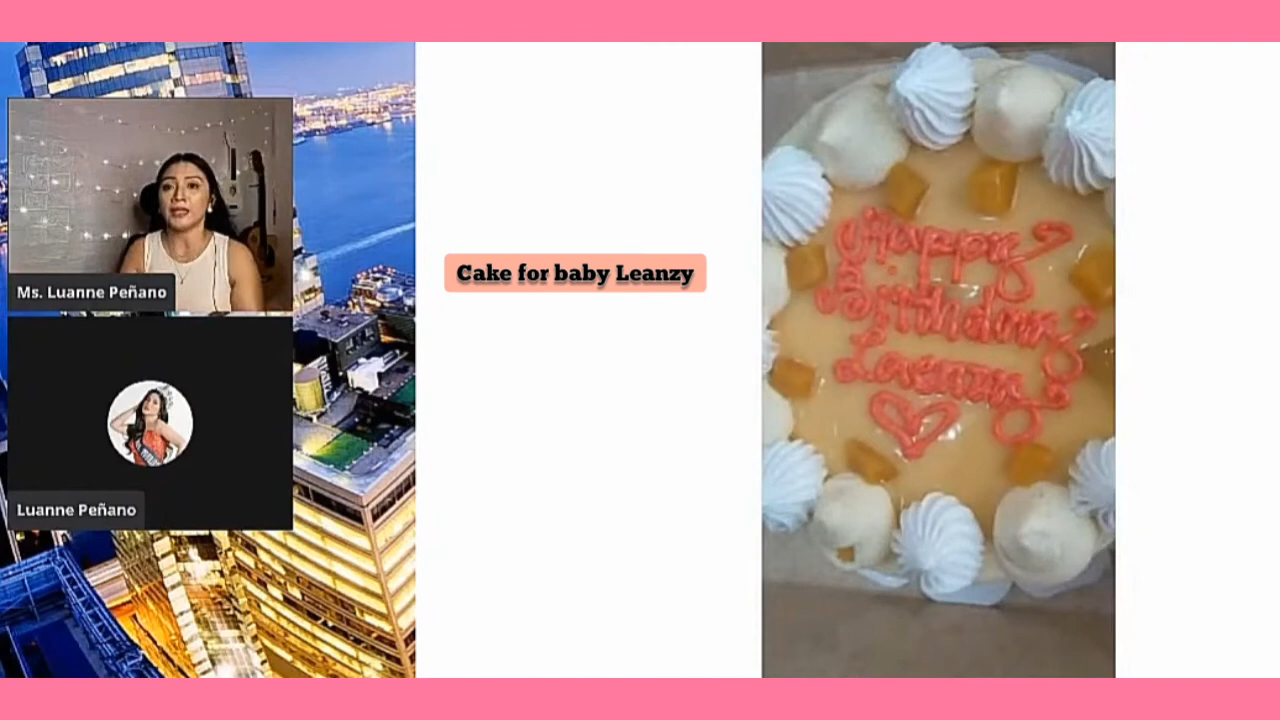 Ms. Luanne Peñano
Luanne Peñano
Cake for baby Leanzy
Happy
Birthday